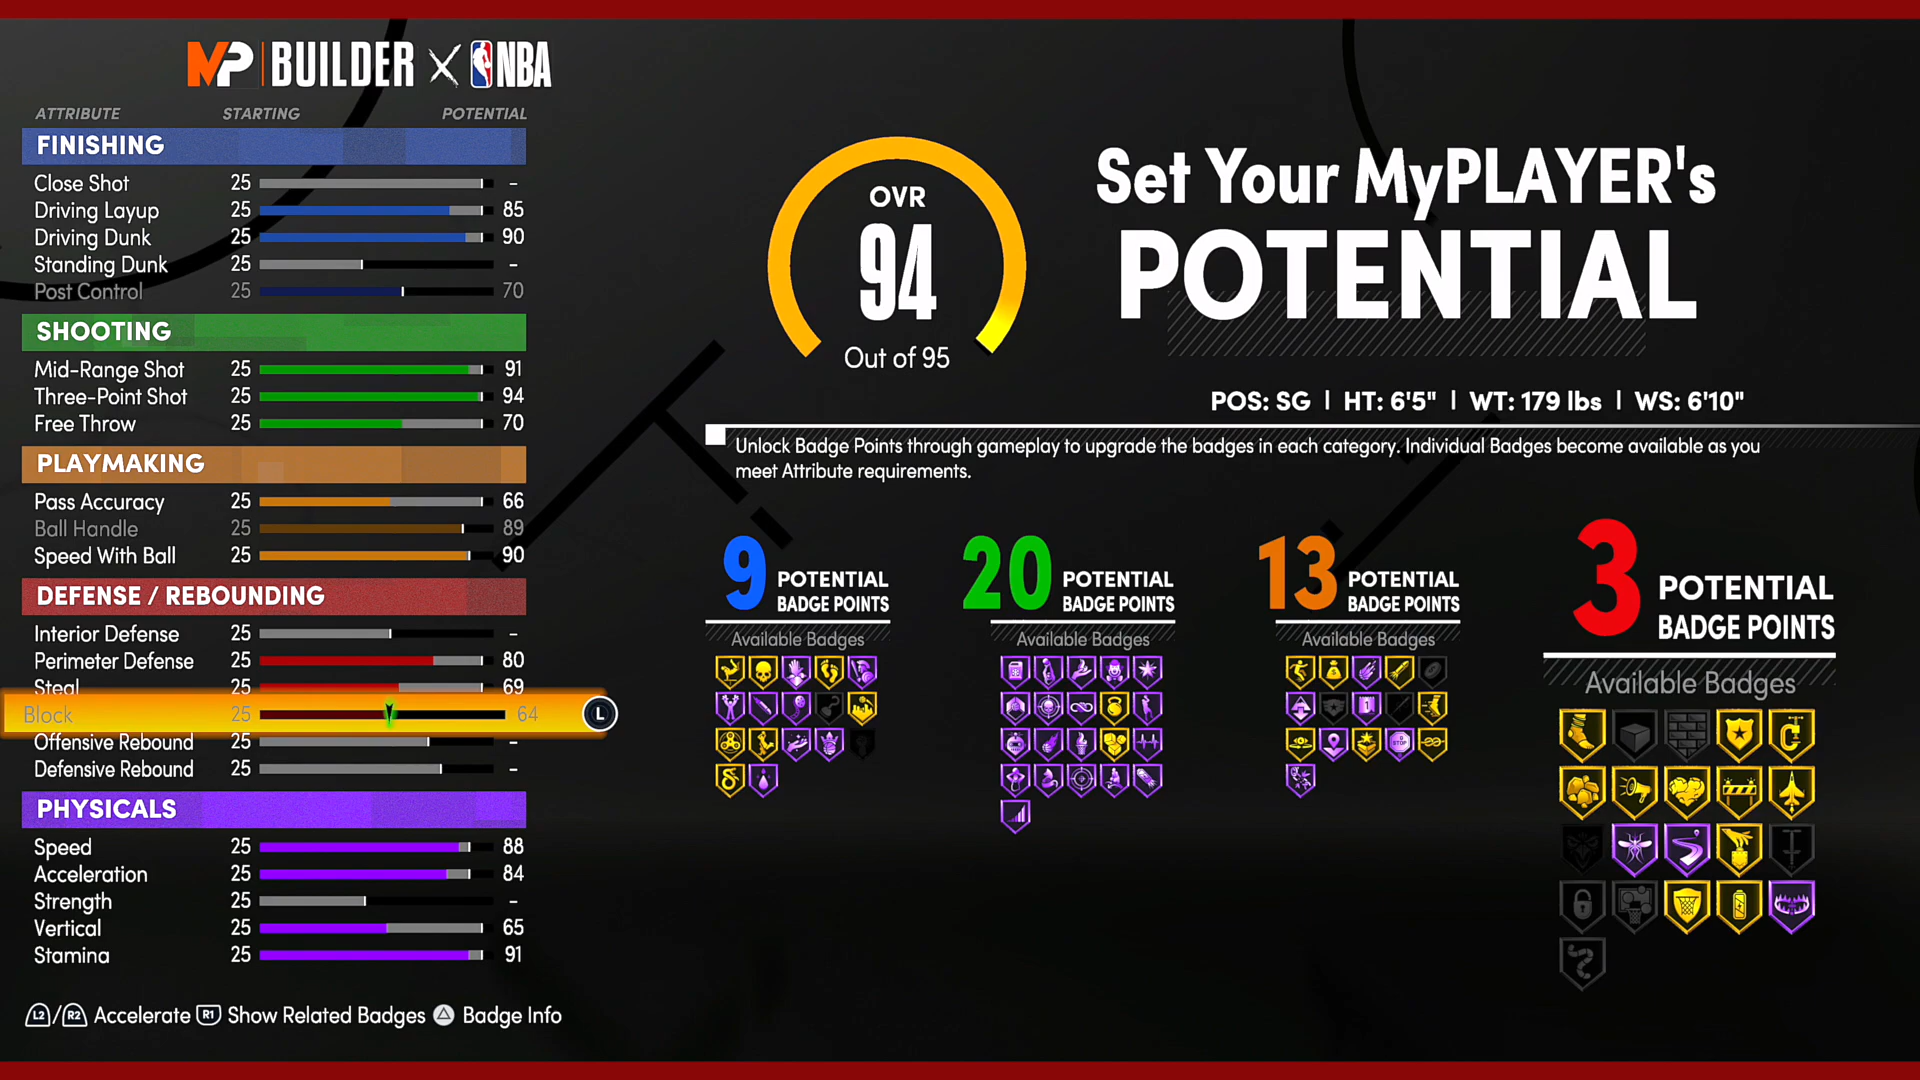 MP | BUILDER X NBA
ATTRIBUTE STARTING POTENTIAL
FINISHING
Close Shot 25 -
Driving Layup 25 85
Driving Dunk 25 90
Standing Dunk 25 -
Post Control 25 70
SHOOTING
Mid-Range Shot 25 91
Three-Point Shot 25 94
Free Throw 25 70
PLAYMAKING
Pass Accuracy 25 66
Ball Handle 25 89
Speed With Ball 25 90
DEFENSE / REBOUNDING
Interior Defense 25 -
Perimeter Defense 25 80
Steal 25 69
Block 25 64 L
Offensive Rebound 25 -
Defensive Rebound 25 -
PHYSICALS
Speed 25 88
Acceleration 25 84
Strength 25 -
Vertical 25 65
Stamina 25 91
L2/R2 Accelerate R1 Show Related Badges Badge Info
OVR
94
Out of 95
Set Your MyPLAYER's
POTENTIAL
POS: SG | HT: 6'5" | WT: 179 lbs | WS: 6'10"
Unlock Badge Points through gameplay to upgrade the badges in each category. Individual Badges become available as you
meet Attribute requirements.
9 POTENTIAL
BADGE POINTS
Available Badges
20 POTENTIAL
BADGE POINTS
Available Badges
13 POTENTIAL
BADGE POINTS
Available Badges
3 POTENTIAL
BADGE POINTS
Available Badges